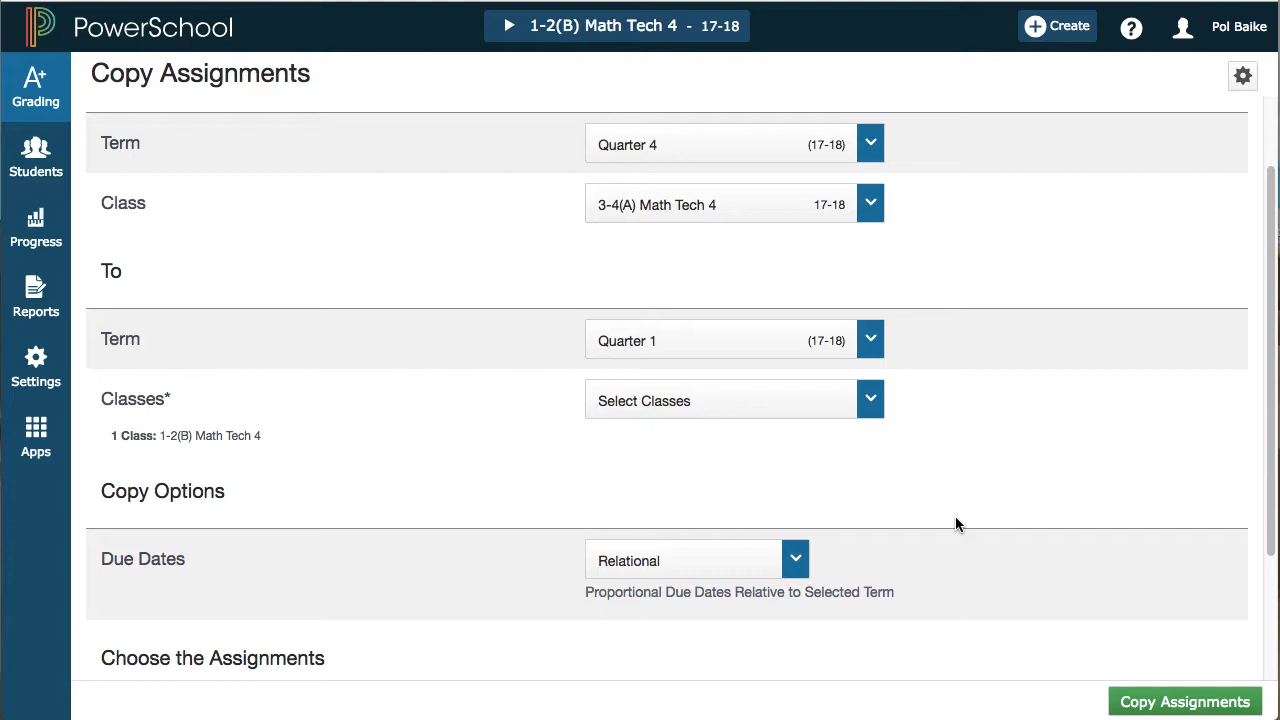 PowerSchool
1-2(B) Math Tech 4 - 17-18
Create
Pol Baike
A+
Grading
Students
Progress
Reports
Settings
Apps
Copy Assignments
Term
Quarter 4 (17-18)
Class
3-4(A) Math Tech 4 17-18
To
Term
Quarter 1 (17-18)
Classes*
Select Classes
1 Class: 1-2(B) Math Tech 4
Copy Options
Due Dates
Relational
Proportional Due Dates Relative to Selected Term
Choose the Assignments
Copy Assignments